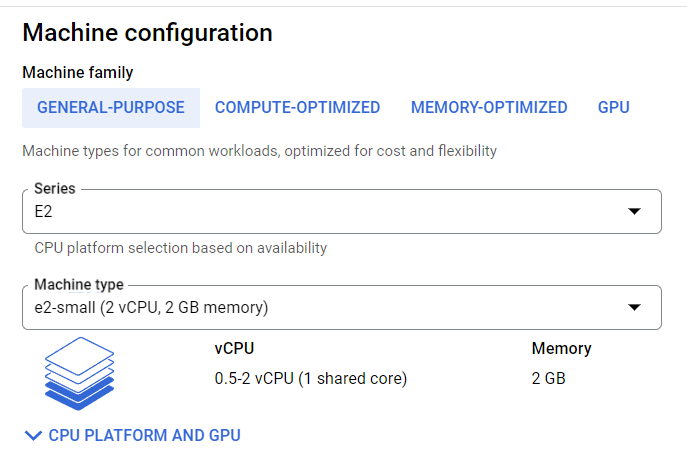 Machine configuration
Machine family
GENERAL-PURPOSE COMPUTE-OPTIMIZED MEMORY-OPTIMIZED GPU
Machine types for common workloads, optimized for cost and flexibility
Series
E2
CPU platform selection based on availability
Machine type
e2-small (2 vCPU, 2 GB memory)
vCPU Memory
0.5-2 vCPU (1 shared core) 2 GB
CPU PLATFORM AND GPU